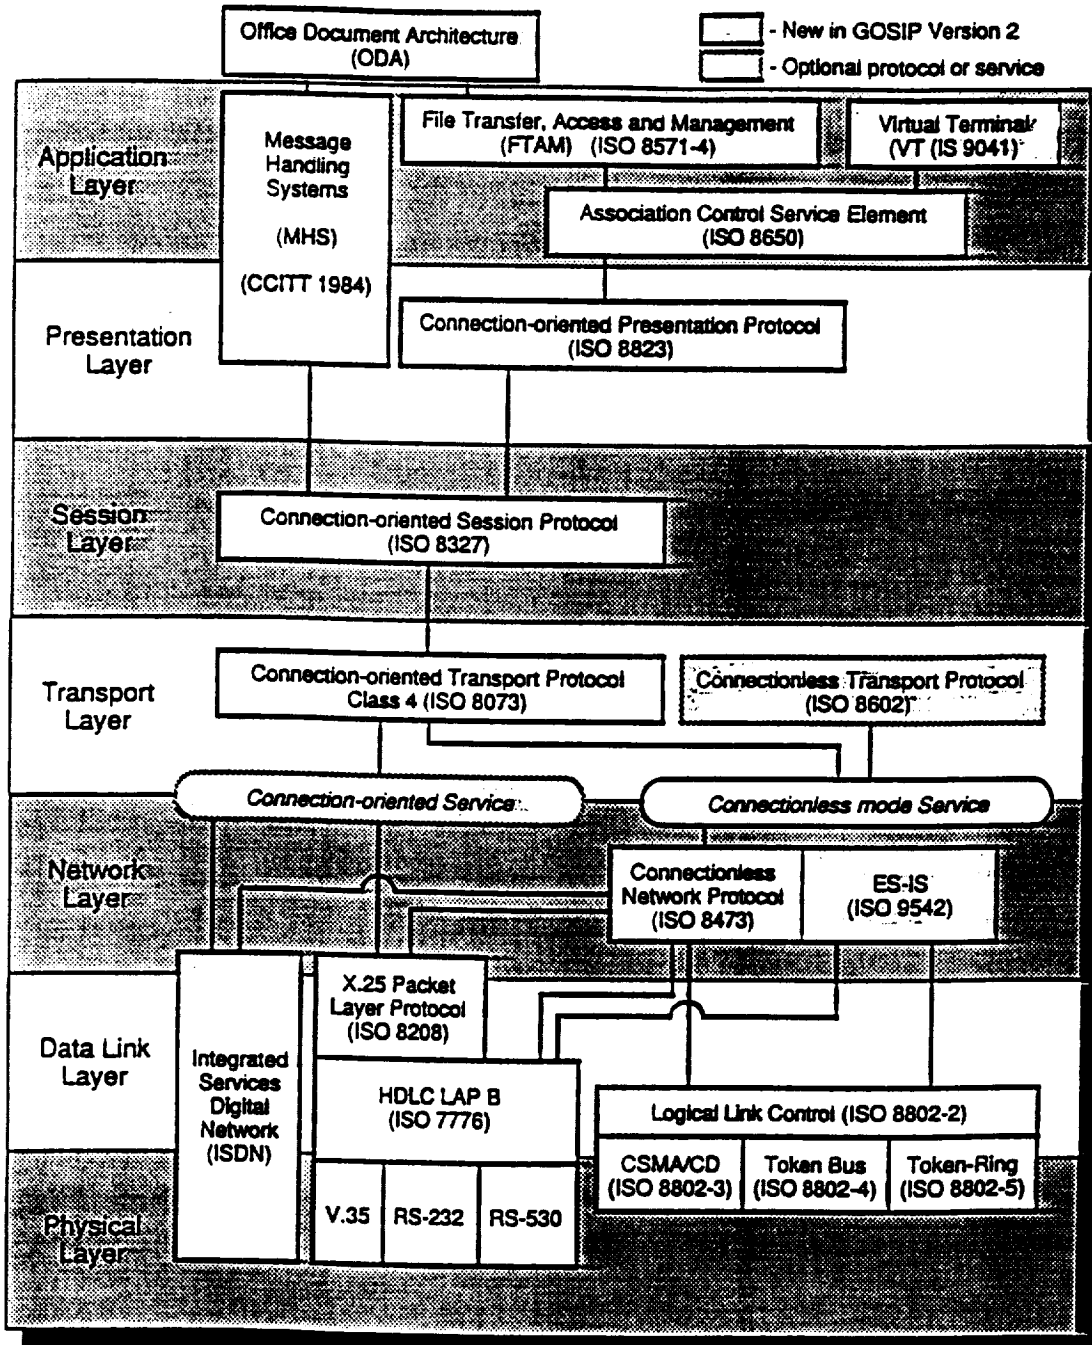 Office Document Architecture
(ODA)
- New in GOSIP Version 2
- Optional protocol or service
Application
Layer
Message
Handling
Systems
(MHS)
(CCITT 1984)
File Transfer, Access and Management
(FTAM) (ISO 8571-4)
Virtual Terminal
(VT (IS 9041)
Association Control Service Element
(ISO 8650)
Presentation
Layer
Connection-oriented Presentation Protocol
(ISO 8823)
Session
Layer
Connection-oriented Session Protocol
(ISO 8327)
Transport
Layer
Connection-oriented Transport Protocol
Class 4 (ISO 8073)
Connectionless Transport Protocol
(ISO 8602)
Connection-oriented Service
Connectionless mode Service
Network
Layer
Connectionless
Network Protocol
(ISO 8473)
ES-IS
(ISO 9542)
Data Link
Layer
Integrated
Services
Digital
Network
(ISDN)
X.25 Packet
Layer Protocol
(ISO 8208)
HDLC LAP B
(ISO 7776)
Logical Link Control (ISO 8802-2)
CSMA/CD
(ISO 8802-3)
Token Bus
(ISO 8802-4)
Token-Ring
(ISO 8802-5)
Physical
Layer
V.35
RS-232
RS-530